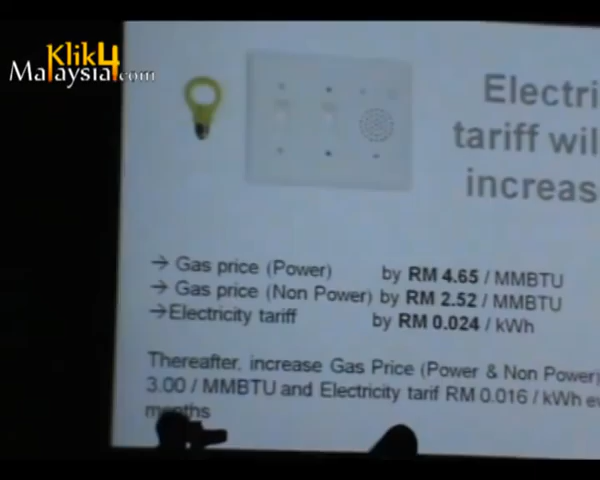 Klik4
Malaysia.com
Electri
tariff wil
increas
→ Gas price (Power) by RM 4.65 / MMBTU
→ Gas price (Non Power) by RM 2.52 / MMBTU
→Electricity tariff by RM 0.024 / kWh
Thereafter, increase Gas Price (Power & Non Power)
3.00 / MMBTU and Electricity tarif RM 0.016 / kWh ev
months